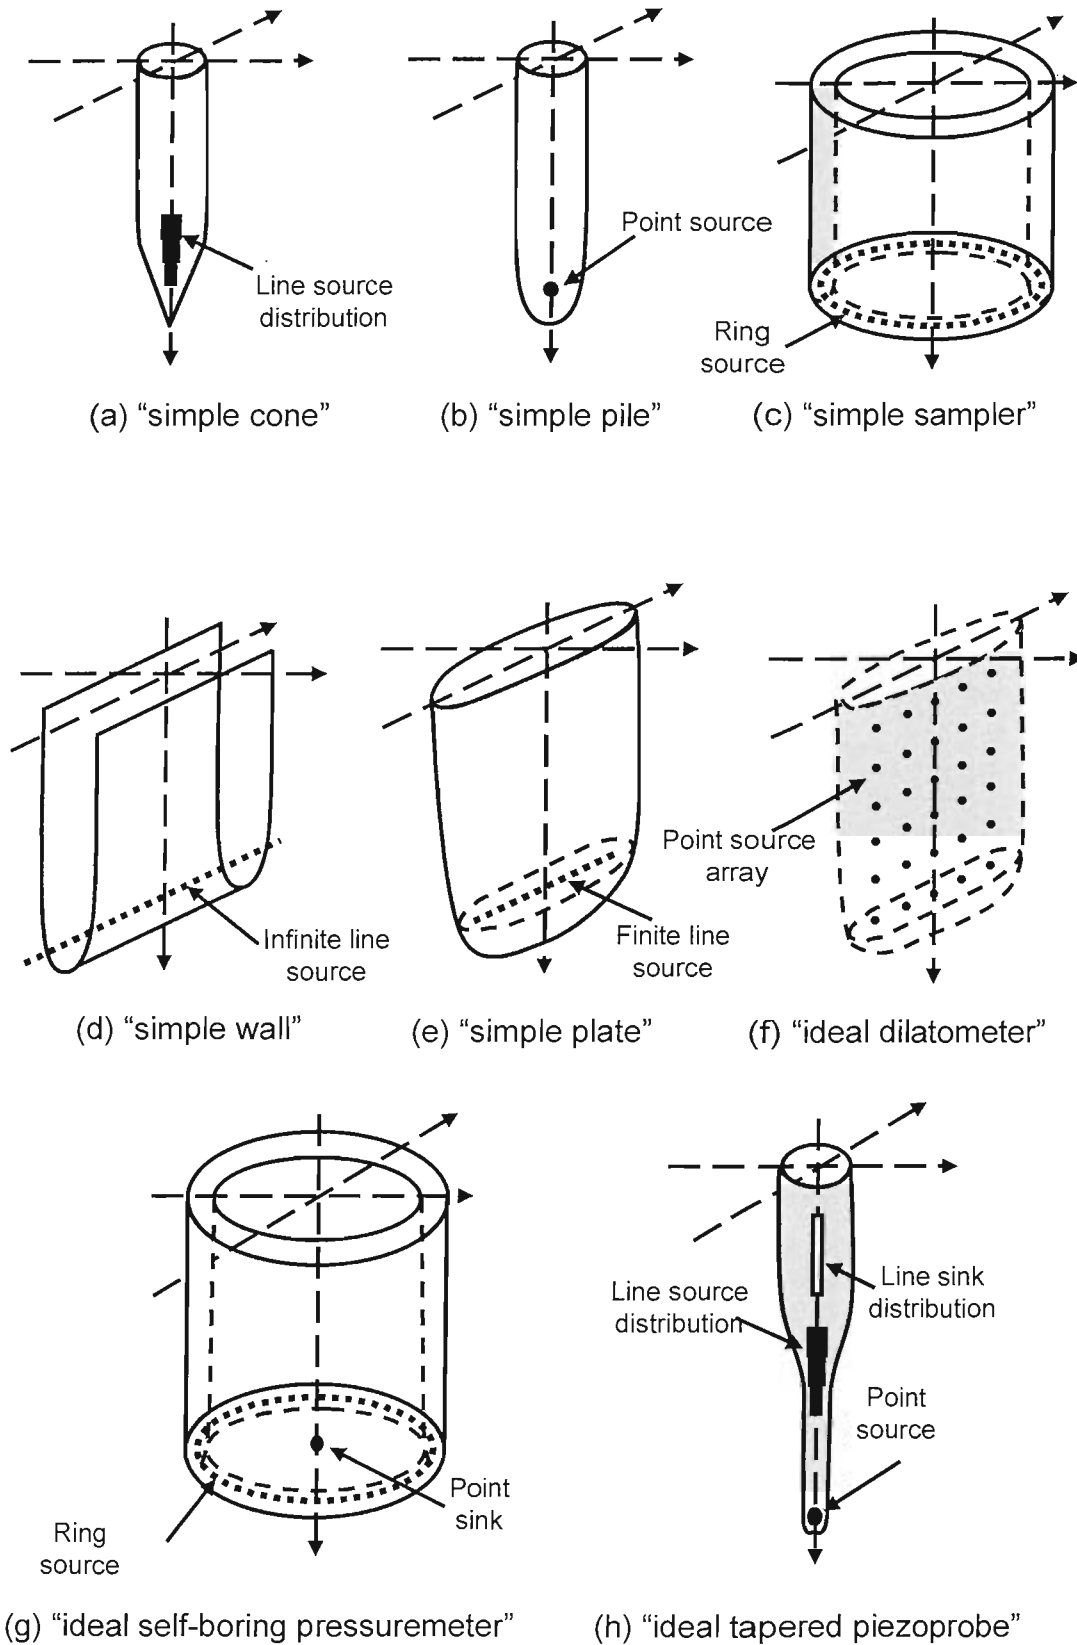 Line source
distribution
Point source
Ring
source
(a) “simple cone”
(b) “simple pile”
(c) “simple sampler”
Infinite line
source
Finite line
source
Point source
array
(d) “simple wall”
(e) “simple plate”
(f) “ideal dilatometer”
Ring
source
Point
sink
Line source
distribution
Line sink
distribution
Point
source
(g) “ideal self-boring pressuremeter”
(h) “ideal tapered piezoprobe”